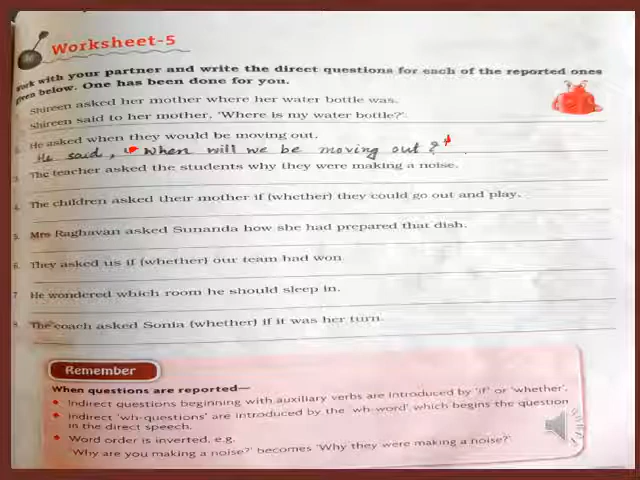 Worksheet-5
Work with your partner and write the direct questions for each of the reported ones
given below. One has been done for you.
Shireen asked her mother where her water bottle was.
Shireen said to her mother, 'Where is my water bottle?'
2. He asked when they would be moving out.
He said, "When will we be moving out?"
3. The teacher asked the students why they were making a noise.
4. The children asked their mother if (whether) they could go out and play.
5. Mrs Raghavan asked Sunanda how she had prepared that dish.
6. They asked us if (whether) our team had won.
7. He wondered which room he should sleep in.
8. The coach asked Sonia (whether) if it was her turn.
Remember
When questions are reported—
Indirect questions beginning with auxiliary verbs are introduced by 'if' or 'whether'.
Indirect 'wh-questions' are introduced by the 'wh-word' which begins the question
in the direct speech.
Word order is inverted, e.g.
'Why are you making a noise?' becomes 'Why they were making a noise?'